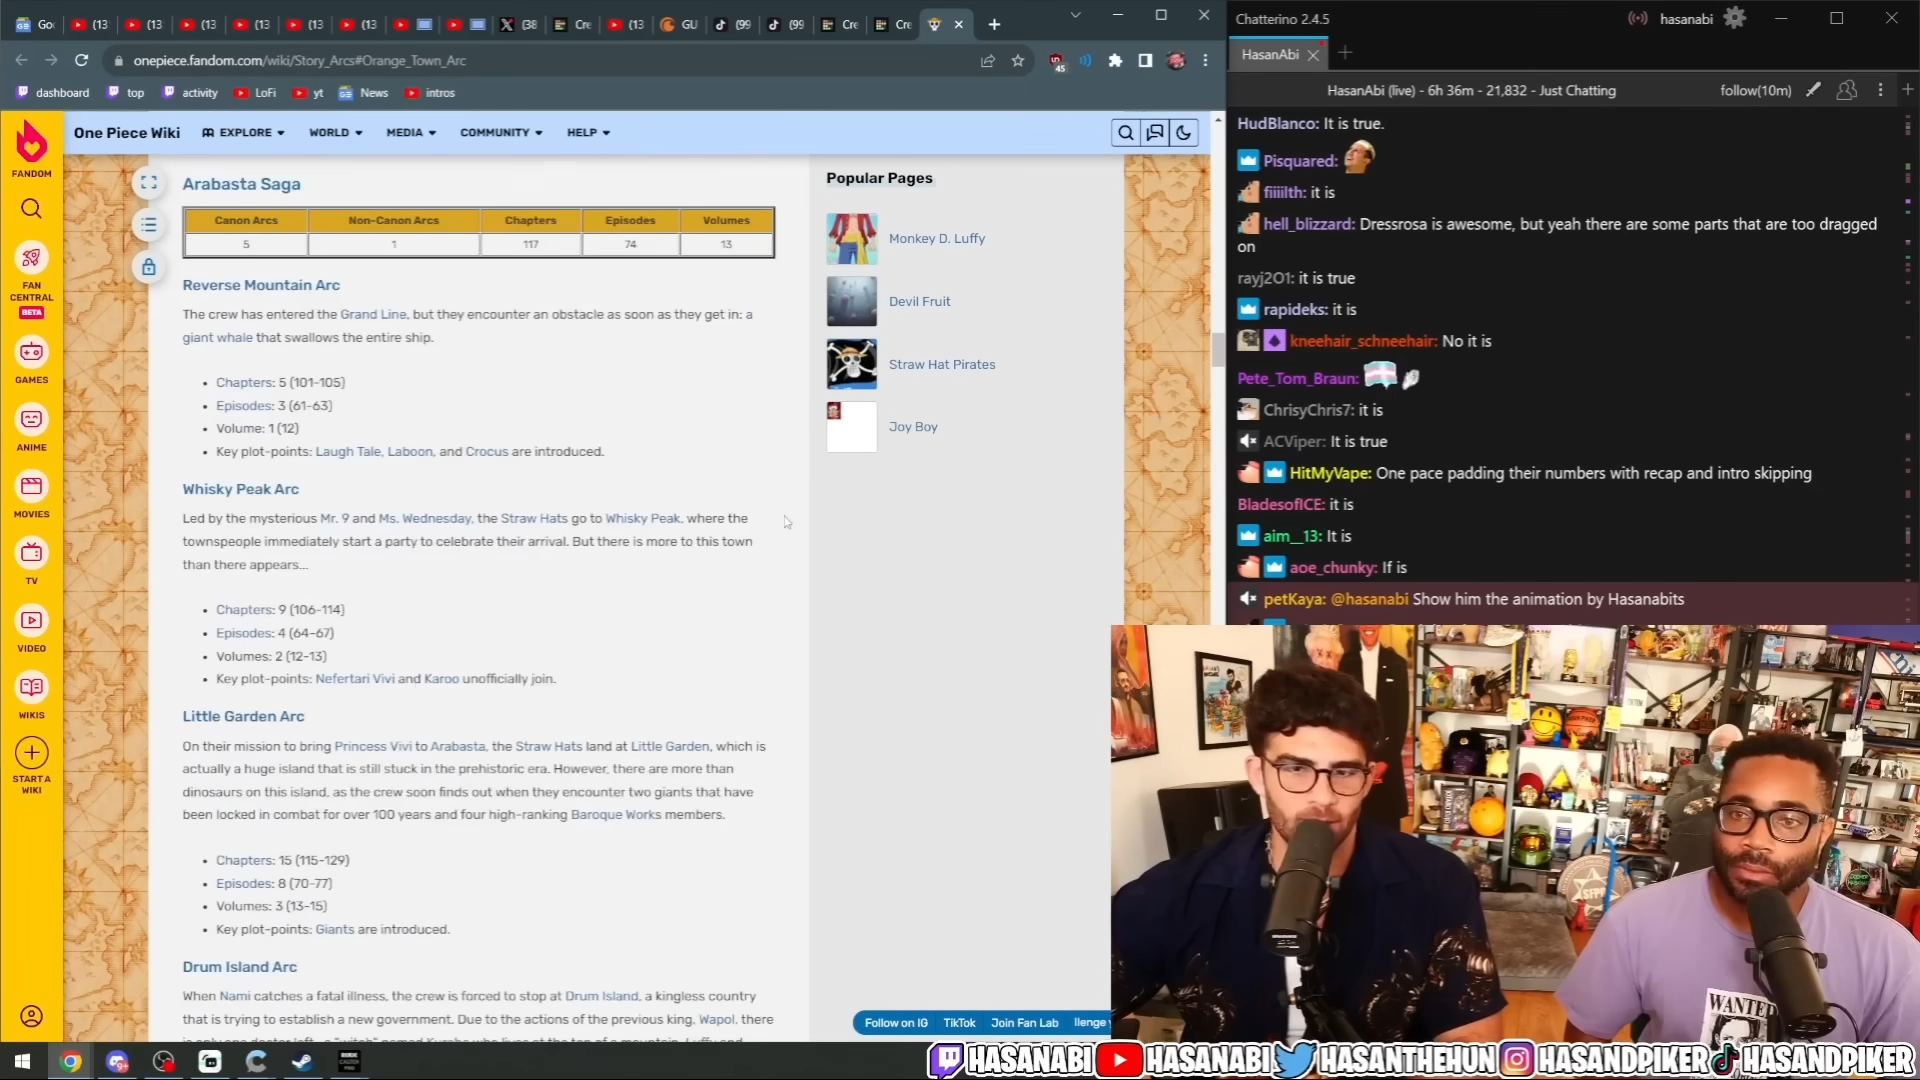 Goo
(13
(13
(13
(13
(13
(13
(38
Cre
(13
GU
(99
(99
Cre
Cre
onepiece.fandom.com/wiki/Story_Arcs#Orange_Town_Arc
45
dashboard
top
activity
LoFi
yt
News
intros
FANDOM
FAN
CENTRAL
BETA
GAMES
ANIME
MOVIES
TV
VIDEO
WIKIS
START A
WIKI
One Piece Wiki
EXPLORE
WORLD
MEDIA
COMMUNITY
HELP
Arabasta Saga
Canon Arcs Non-Canon Arcs Chapters Episodes Volumes
5 1 117 74 13
Reverse Mountain Arc
The crew has entered the Grand Line, but they encounter an obstacle as soon as they get in: a
giant whale that swallows the entire ship.
• Chapters: 5 (101-105)
• Episodes: 3 (61-63)
• Volume: 1 (12)
• Key plot-points: Laugh Tale, Laboon, and Crocus are introduced.
Whisky Peak Arc
Led by the mysterious Mr. 9 and Ms. Wednesday, the Straw Hats go to Whisky Peak, where the
townspeople immediately start a party to celebrate their arrival. But there is more to this town
than there appears...
• Chapters: 9 (106-114)
• Episodes: 4 (64-67)
• Volumes: 2 (12-13)
• Key plot-points: Nefertari Vivi and Karoo unofficially join.
Little Garden Arc
On their mission to bring Princess Vivi to Arabasta, the Straw Hats land at Little Garden, which is
actually a huge island that is still stuck in the prehistoric era. However, there are more than
dinosaurs on this island, as the crew soon finds out when they encounter two giants that have
been locked in combat for over 100 years and four high-ranking Baroque Works members.
• Chapters: 15 (115-129)
• Episodes: 8 (70-77)
• Volumes: 3 (13-15)
• Key plot-points: Giants are introduced.
Drum Island Arc
When Nami catches a fatal illness, the crew is forced to stop at Drum Island, a kingless country
that is trying to establish a new government. Due to the actions of the previous king, Wapol, there
Popular Pages
Monkey D. Luffy
Devil Fruit
Straw Hat Pirates
Joy Boy
Follow on IG
TikTok
Join Fan Lab
Chatterino 2.4.5
hasanabi
HasanAbi
HasanAbi (live) - 6h 36m - 21,832 - Just Chatting
follow(10m)
HudBlanco: It is true.
Pisquared:
fiiiilth: it is
hell_blizzard: Dressrosa is awesome, but yeah there are some parts that are too dragged
on
rayj2O1: it is true
rapideks: it is
kneehair_schneehair: No it is
Pete_Tom_Braun:
ChrisyChris7: it is
ACViper: It is true
HitMyVape: One pace padding their numbers with recap and intro skipping
BladesofICE: it is
aim__13: It is
aoe_chunky: If is
petKaya: @hasanabi Show him the animation by Hasanabits
SFPD
WANTED
HASANABI
HASANABI
HASANTHEHUN
HASANDPIKER
HASANDPIKER